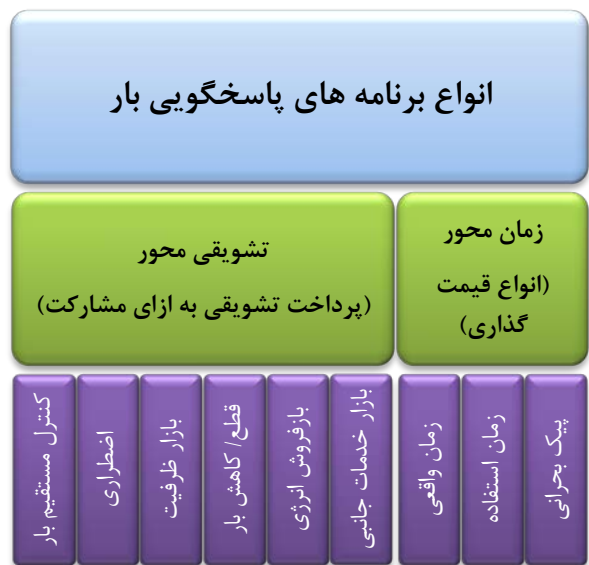 انواع برنامه های پاسخگویی بار
زمان محور
(انواع قیمت
گذاری)
تشویقی محور
(پرداخت تشویقی به ازای مشارکت)
پیک بحرانی
زمان استفاده
زمان واقعی
بازار خدمات جانبی
بازفروش انرژی
قطع/ کاهش بار
بازار ظرفیت
اضطراری
کنترل مستقیم بار